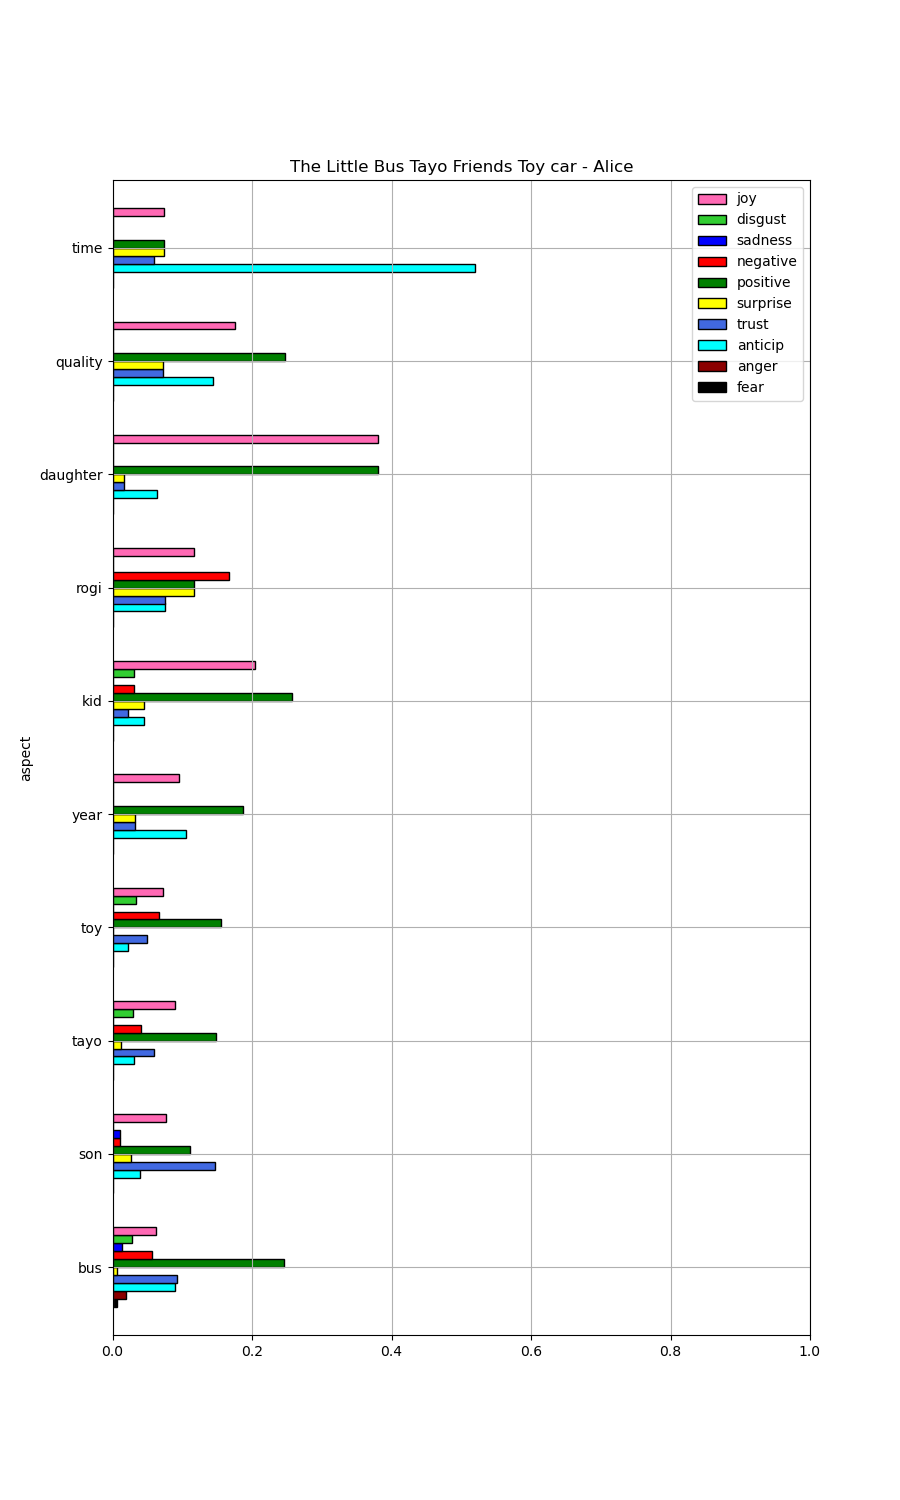 The Little Bus Tayo Friends Toy car - Alice
joy
disgust
sadness
negative
positive
surprise
trust
anticip
anger
fear
time
quality
daughter
rogi
kid
year
toy
tayo
son
bus
aspect
0.0 0.2 0.4 0.6 0.8 1.0